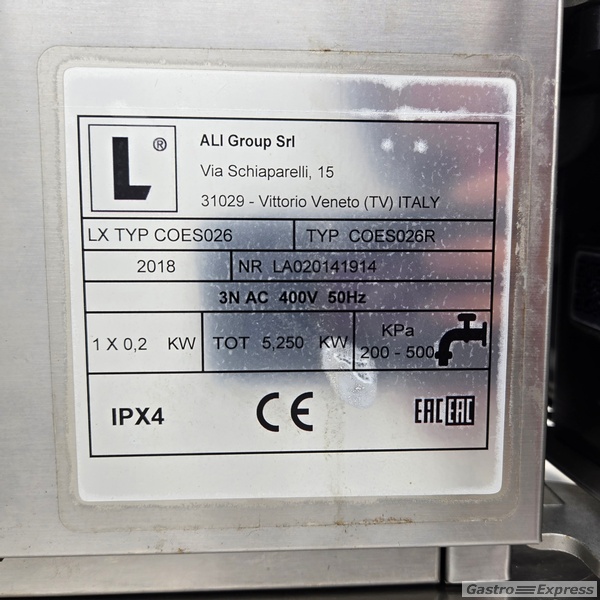 L ®
ALI Group Srl
Via Schiaparelli, 15
31029 - Vittorio Veneto (TV) ITALY
LX TYP COES026 TYP COES026R
2018 NR LA020141914
3N AC 400V 50Hz
1 X 0,2 KW TOT 5,250 KW KPa 200 - 500
IPX4 CE EAC EAC
Gastro Express